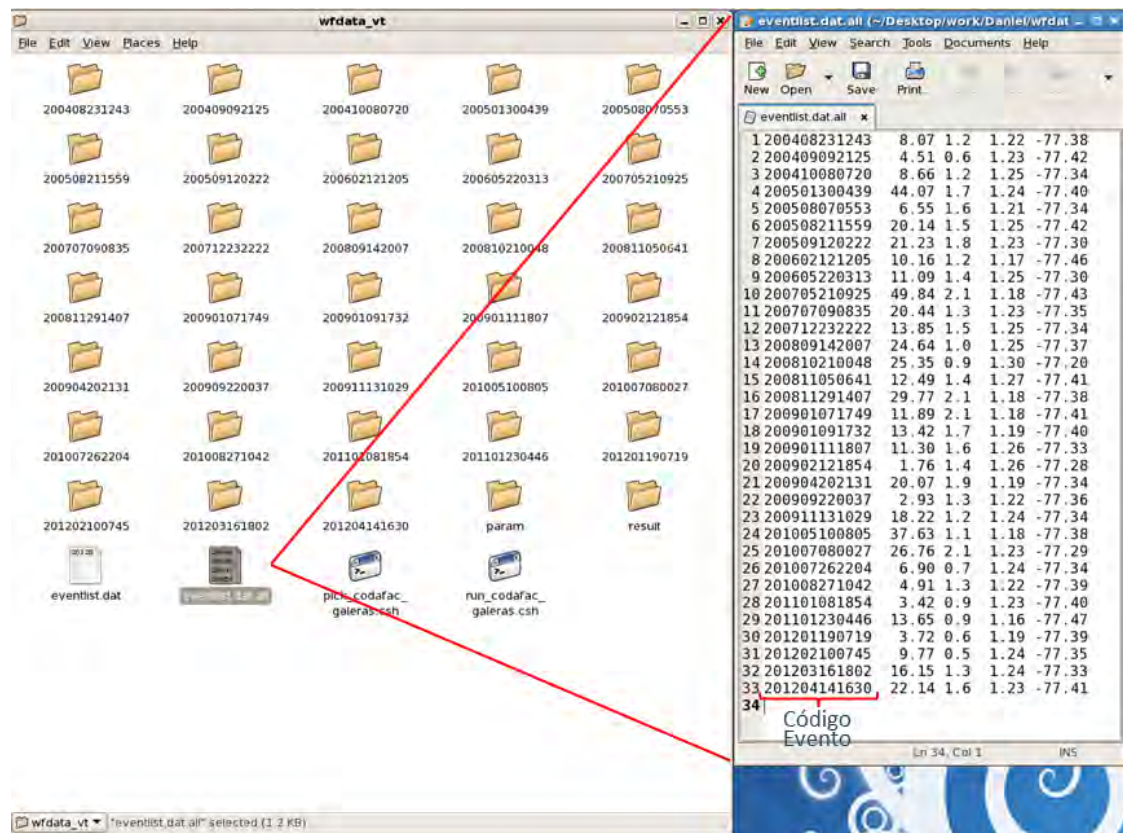 wfdata_vt
File Edit View Places Help
200408231243 200409092125 200410080720 200501300439 200508070553
200508211559 200509120222 200602121205 200605220313 200705210925
200707090835 200712232222 200809142007 200810210048 200811050641
200811291407 200901071749 200901091732 200901111807 200902121854
200904202131 200909220037 200911131029 201005100805 201007080027
201007262204 201008271042 201101081854 201101230446 201201190719
201202100745 201203161802 201204141630 param result
eventlist.dat eventlist.dat.all pick_codafac_ run_codafac_
galeras.csh galeras.csh
wfdata_vt "eventlist.dat.all" selected (1.2 KB)
eventlist.dat.all (~/Desktop/work/Daniel/wfdat
File Edit View Search Tools Documents Help
New Open Save Print
eventlist.dat.all
1 200408231243 8.07 1.2 1.22 -77.38
2 200409092125 4.51 0.6 1.23 -77.42
3 200410080720 8.66 1.2 1.25 -77.34
4 200501300439 44.07 1.7 1.24 -77.40
5 200508070553 6.55 1.6 1.21 -77.34
6 200508211559 20.14 1.5 1.25 -77.42
7 200509120222 21.23 1.8 1.23 -77.30
8 200602121205 10.16 1.2 1.17 -77.46
9 200605220313 11.09 1.4 1.25 -77.30
10 200705210925 49.84 2.1 1.18 -77.43
11 200707090835 20.44 1.3 1.23 -77.35
12 200712232222 13.85 1.5 1.25 -77.34
13 200809142007 24.64 1.0 1.25 -77.37
14 200810210048 25.35 0.9 1.30 -77.20
15 200811050641 12.49 1.4 1.27 -77.41
16 200811291407 29.77 2.1 1.18 -77.38
17 200901071749 11.89 2.1 1.18 -77.41
18 200901091732 13.42 1.7 1.19 -77.40
19 200901111807 11.30 1.6 1.26 -77.33
20 200902121854 1.76 1.4 1.26 -77.28
21 200904202131 20.07 1.9 1.19 -77.34
22 200909220037 2.93 1.3 1.22 -77.36
23 200911131029 18.22 1.2 1.24 -77.34
24 201005100805 37.63 1.1 1.18 -77.38
25 201007080027 26.76 2.1 1.23 -77.29
26 201007262204 6.90 0.7 1.24 -77.34
27 201008271042 4.91 1.3 1.22 -77.39
28 201101081854 3.42 0.9 1.23 -77.40
29 201101230446 13.65 0.9 1.16 -77.47
30 201201190719 3.72 0.6 1.19 -77.39
31 201202100745 9.77 0.5 1.24 -77.35
32 201203161802 16.15 1.3 1.24 -77.33
33 201204141630 22.14 1.6 1.23 -77.41
34
Código
Evento
Ln 34, Col 1 INS